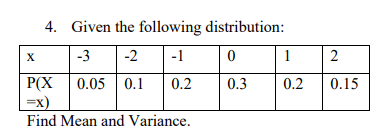 4. Given the following distribution:
x -3 -2 -1 0 1 2
P(X 0.05 0.1 0.2 0.3 0.2 0.15
=x)
Find Mean and Variance.